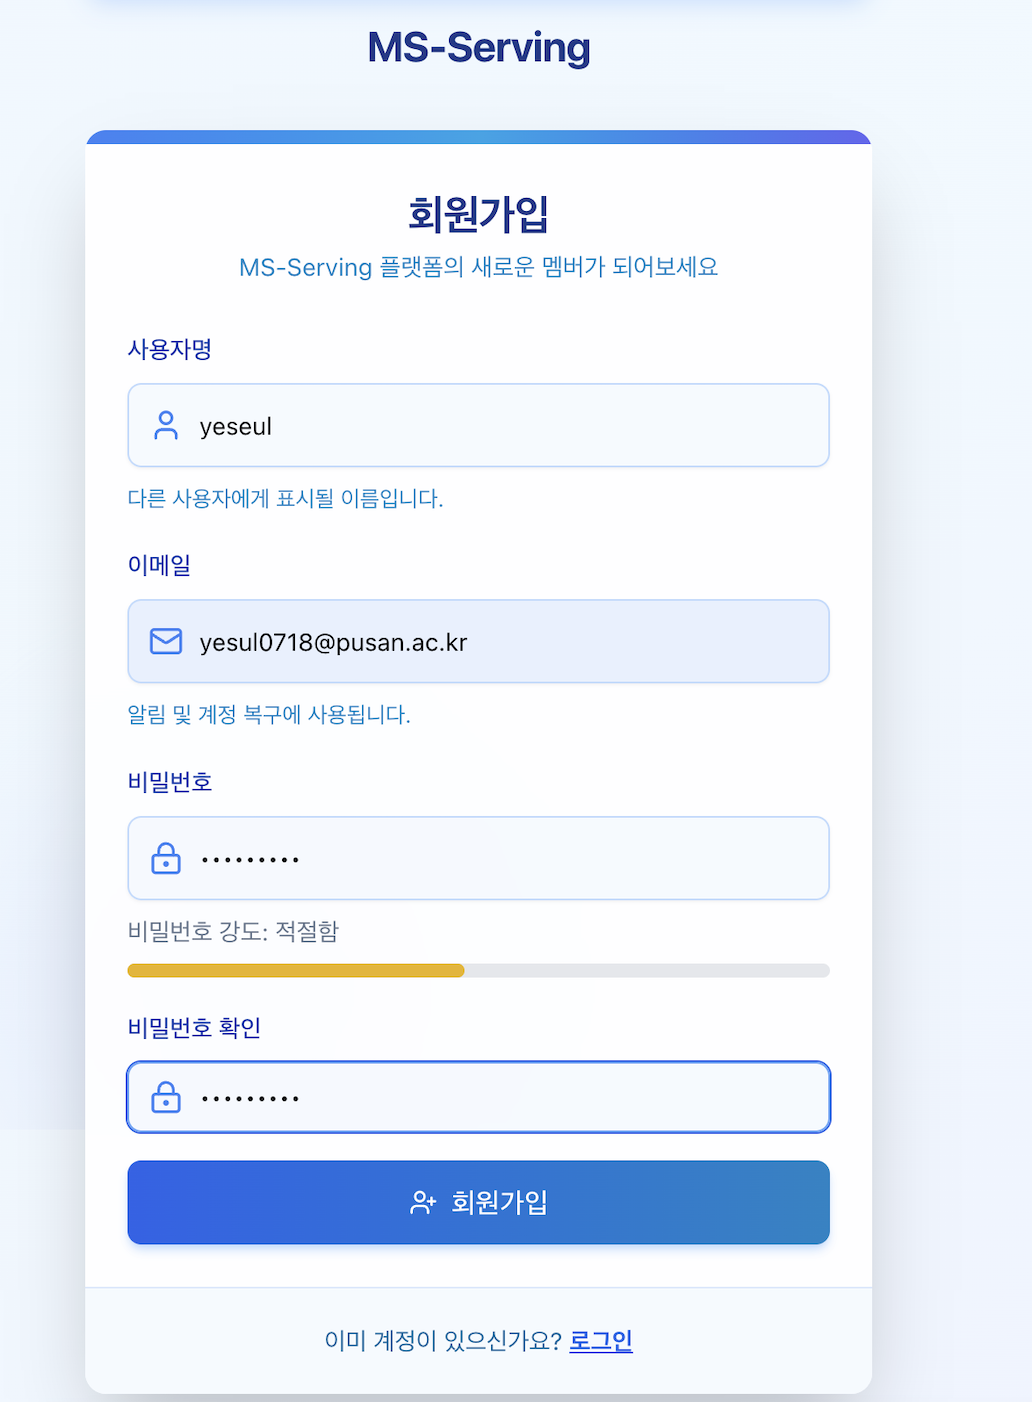 MS-Serving
회원가입
MS-Serving 플랫폼의 새로운 멤버가 되어보세요
사용자명
yeseul
다른 사용자에게 표시될 이름입니다.
이메일
yesul0718@pusan.ac.kr
알림 및 계정 복구에 사용됩니다.
비밀번호
•••••••••
비밀번호 강도: 적절함
비밀번호 확인
•••••••••
회원가입
이미 계정이 있으신가요? 로그인